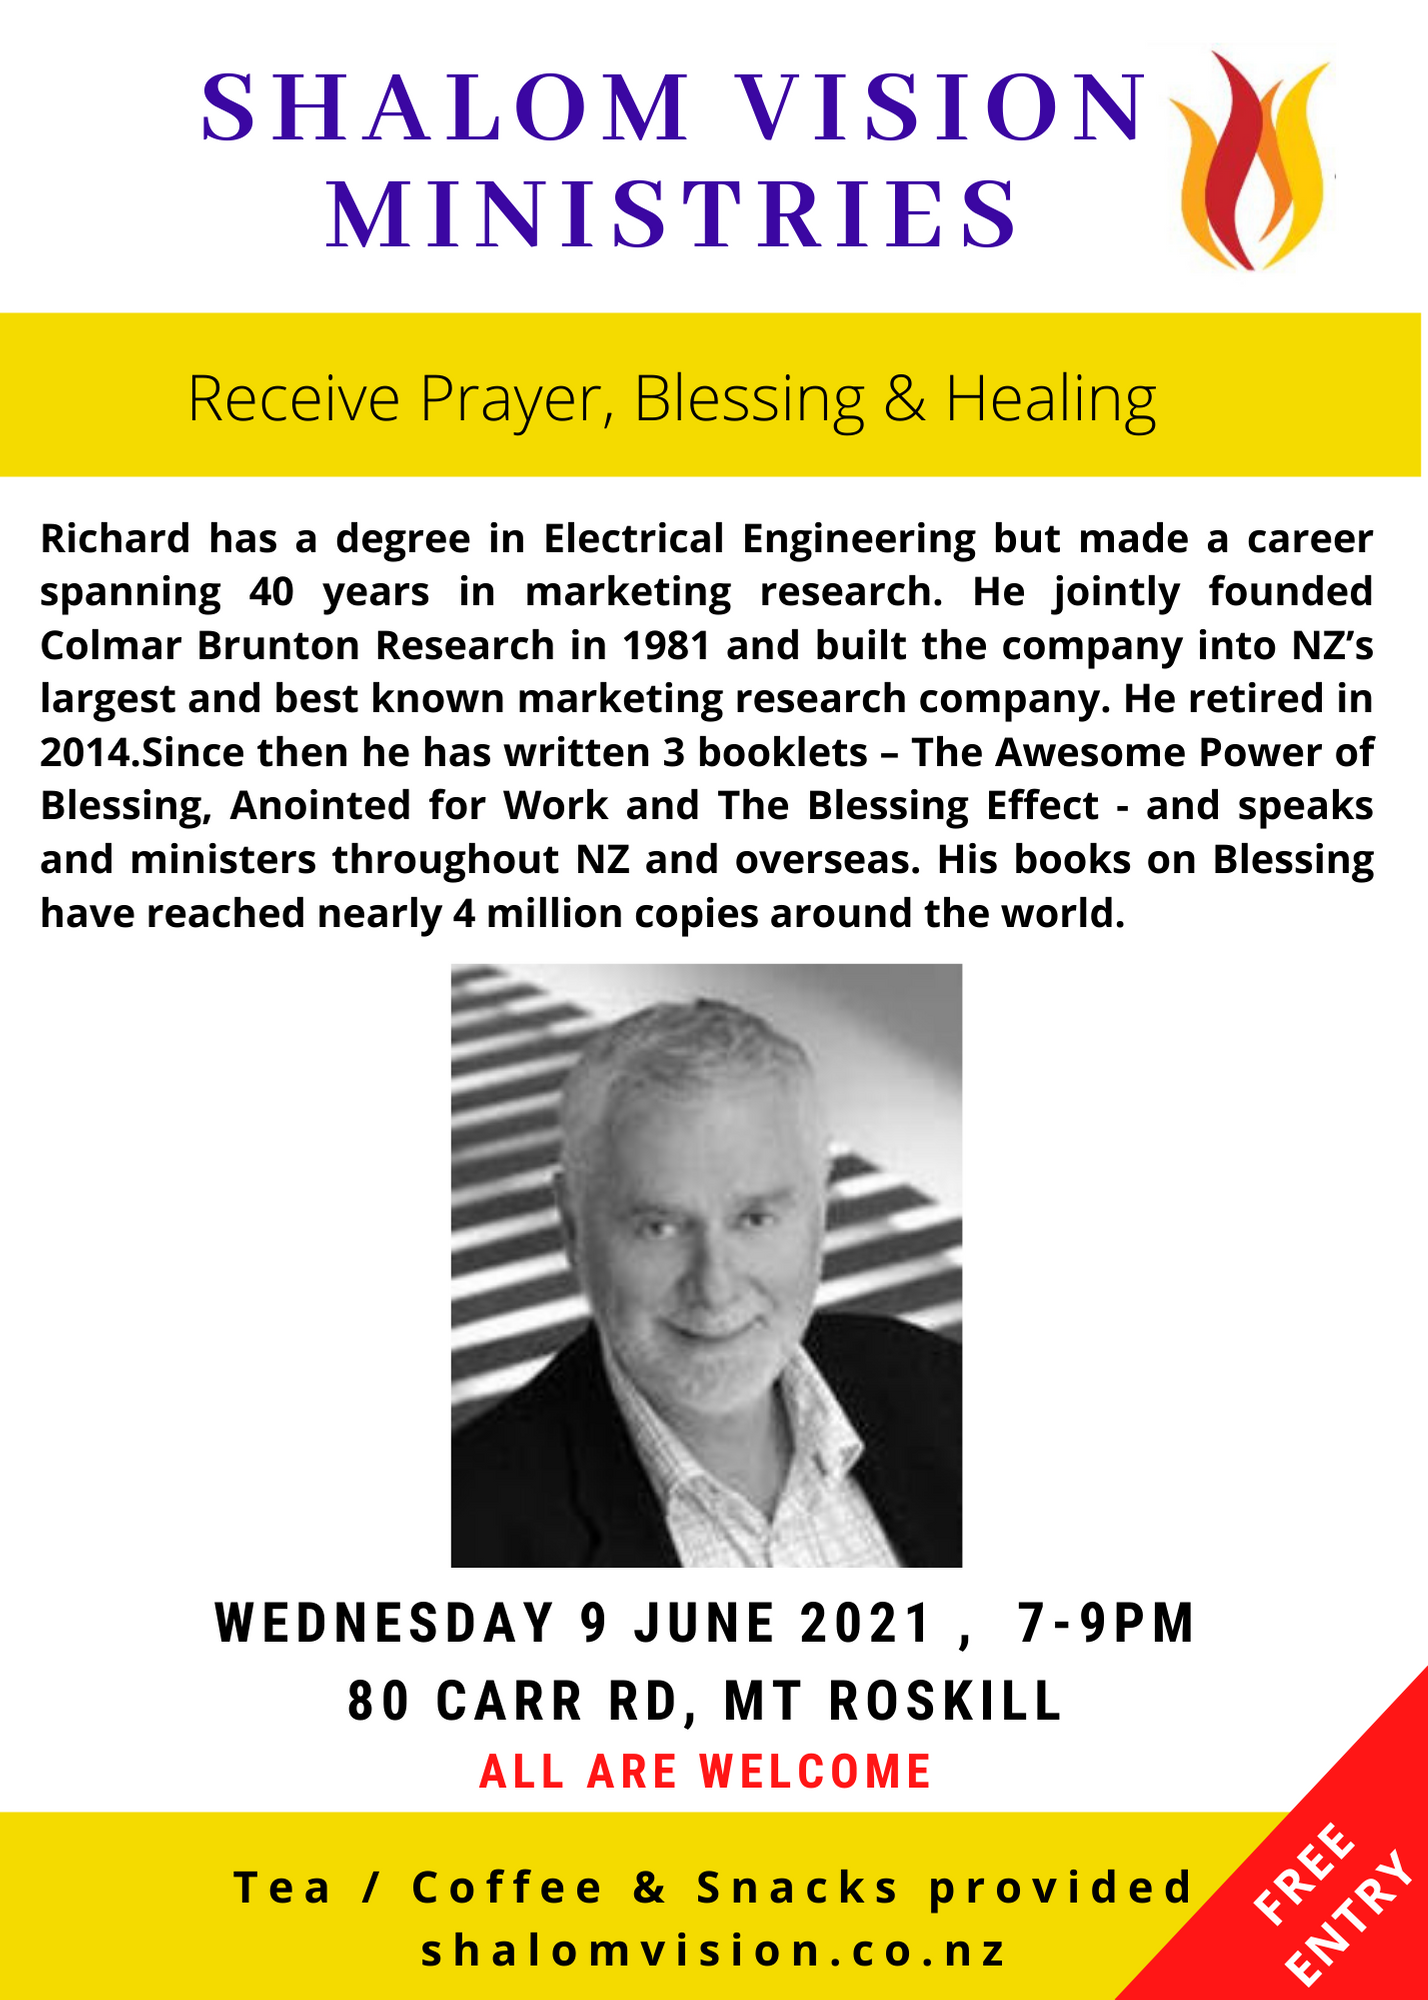 SHALOM VISION
MINISTRIES
Receive Prayer, Blessing & Healing
Richard has a degree in Electrical Engineering but made a career
spanning 40 years in marketing research. He jointly founded
Colmar Brunton Research in 1981 and built the company into NZ’s
largest and best known marketing research company. He retired in
2014.Since then he has written 3 booklets – The Awesome Power of
Blessing, Anointed for Work and The Blessing Effect - and speaks
and ministers throughout NZ and overseas. His books on Blessing
have reached nearly 4 million copies around the world.
WEDNESDAY 9 JUNE 2021 , 7-9PM
80 CARR RD, MT ROSKILL
ALL ARE WELCOME
Tea / Coffee & Snacks provided
shalomvision.co.nz
FREE
ENTRY